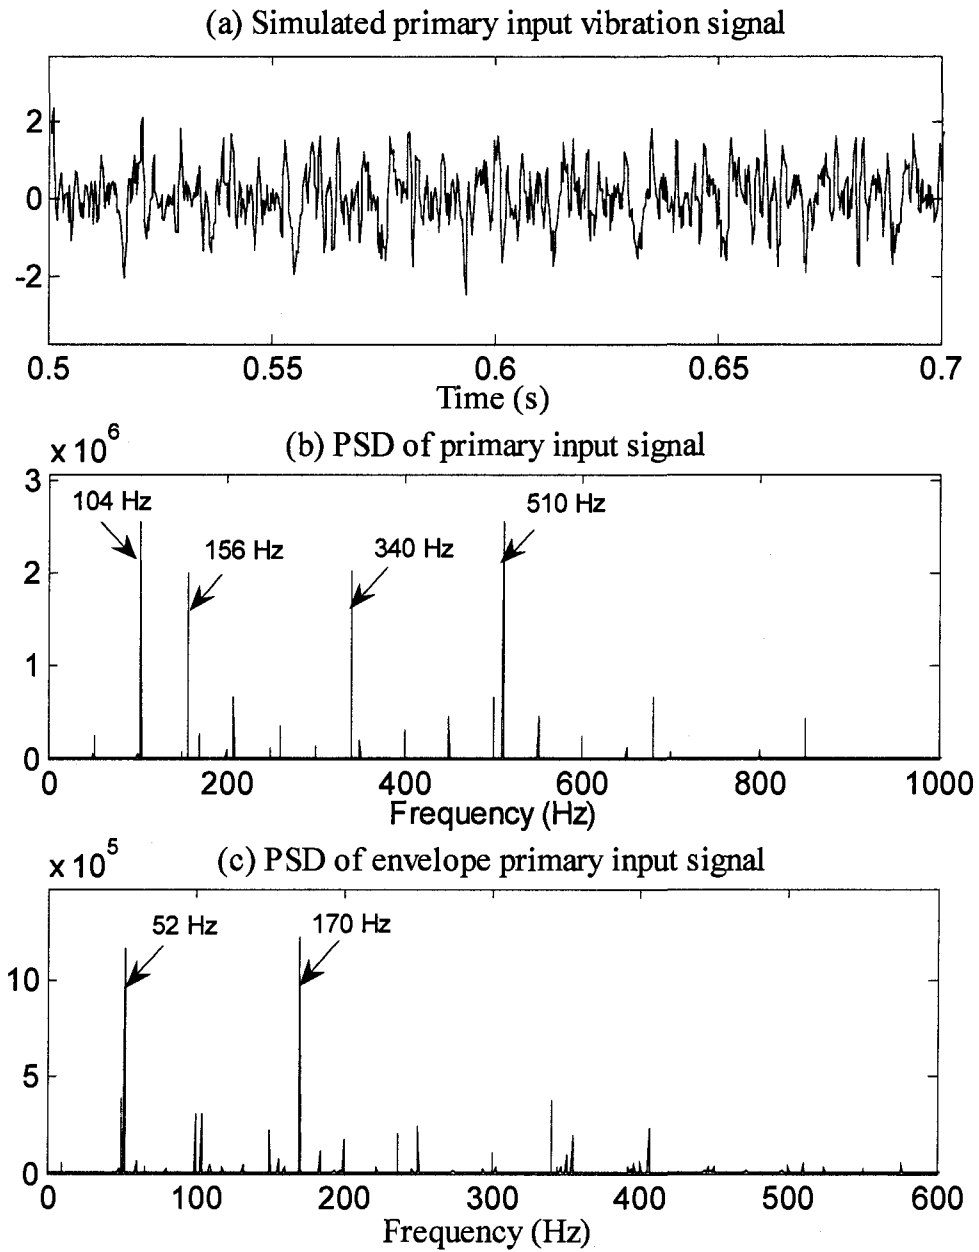 (a) Simulated primary input vibration signal
2
0
-2
0.5 0.55 0.6 0.65 0.7
Time (s)
x 10^6
(b) PSD of primary input signal
3
104 Hz
510 Hz
156 Hz
340 Hz
2
1
0
0 200 400 600 800 1000
Frequency (Hz)
x 10^5
(c) PSD of envelope primary input signal
52 Hz
170 Hz
10
5
0
0 100 200 300 400 500 600
Frequency (Hz)